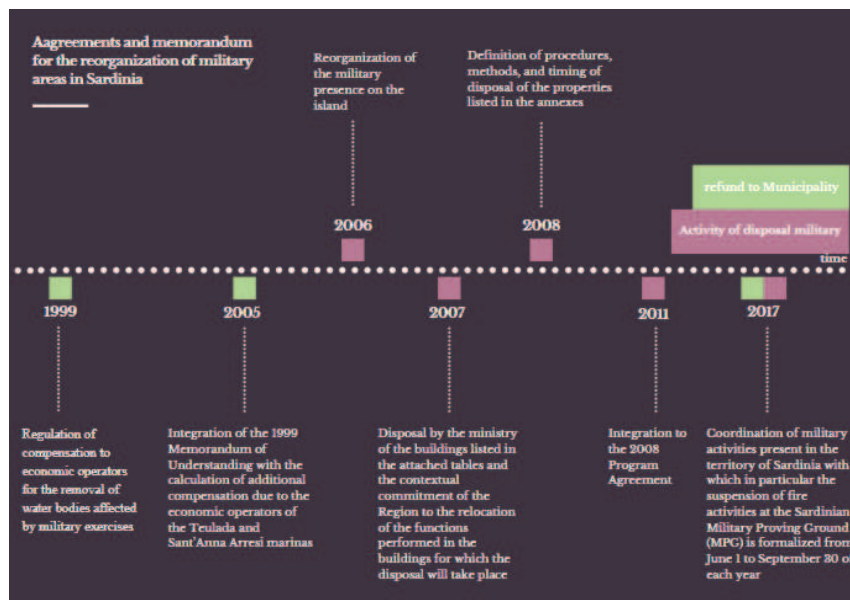 Aagreements and memorandum
for the reorganization of military
areas in Sardinia
Reorganization of
the military
presence on the
island
Definition of procedures,
methods, and timing of
disposal of the properties
listed in the annexes
refund to Municipality
Activity of disposal military
time
2006
2008
1999
2005
2007
2011
2017
Regulation of
compensation to
economic operators
for the removal of
water bodies affected
by military exercises
Integration of the 1999
Memorandum of
Understanding with the
calculation of additional
compensation due to the
economic operators of
the Teulada and
Sant'Anna Arresi marinas
Disposal by the ministry
of the buildings listed in
the attached tables and
the contextual
commitment of the
Region to the relocation
of the functions
performed in the
buildings for which the
disposal will take place
Integration to
the 2008
Program
Agreement
Coordination of military
activities present in the
territory of Sardinia with
which in particular the
suspension of fire
activities at the Sardinian
Military Proving Ground
(MPG) is formalized from
June 1 to September 30 o
each year